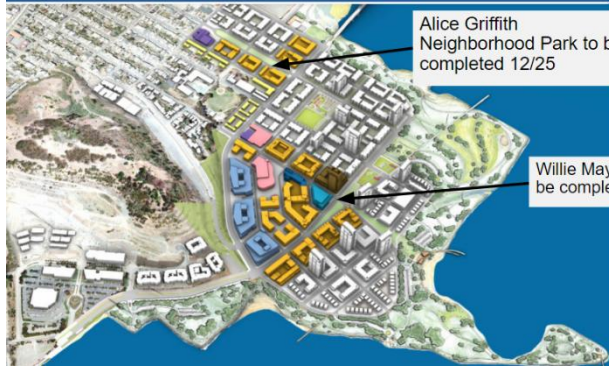 Alice Griffith
Neighborhood Park to b
completed 12/25
Willie May
be comple